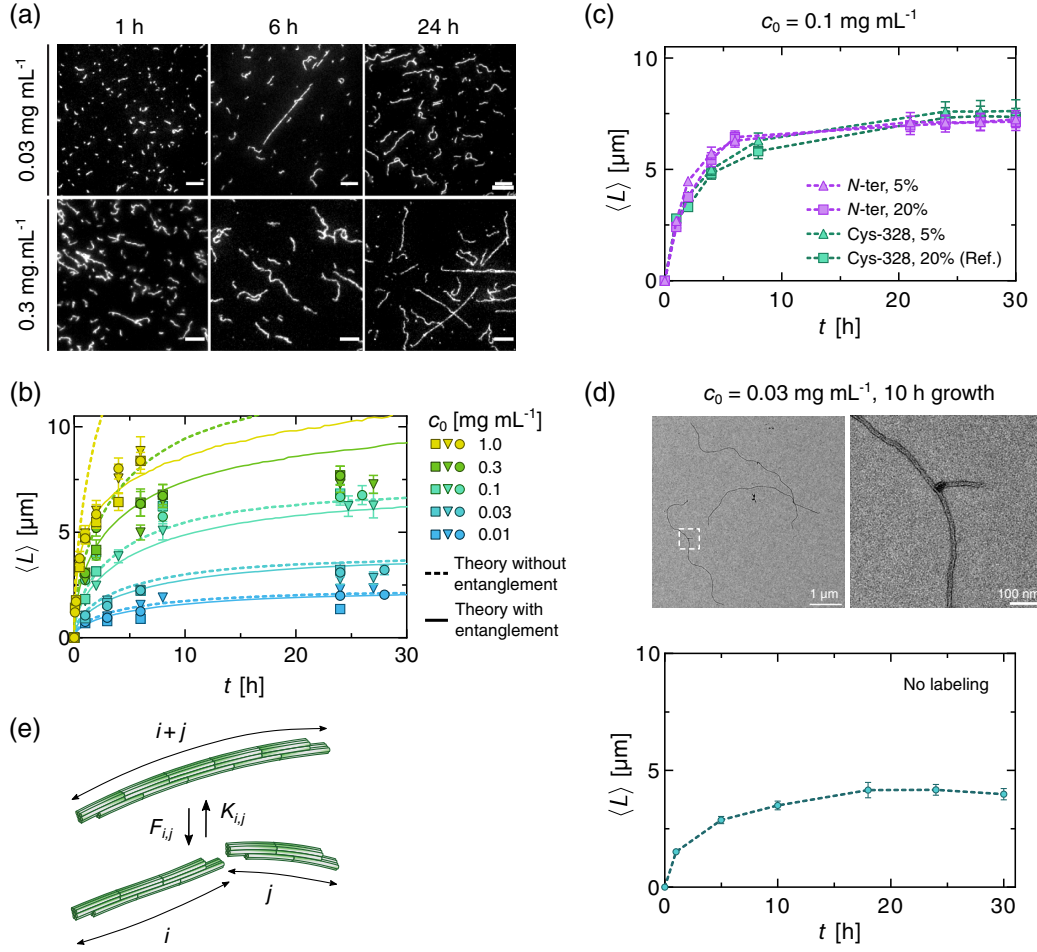 (a)
1 h
6 h
24 h
0.03 mg mL⁻¹
0.3 mg.mL⁻¹
(b)
⟨L⟩ [μm]
10
5
0
0
10
20
30
t [h]
c₀ [mg mL⁻¹]
1.0
0.3
0.1
0.03
0.01
Theory without
entanglement
Theory with
entanglement
(e)
i + j
F_{i,j}
K_{i,j}
i
j
(c)
c₀ = 0.1 mg mL⁻¹
⟨L⟩ [μm]
10
5
0
0
10
20
30
t [h]
N-ter, 5%
N-ter, 20%
Cys-328, 5%
Cys-328, 20% (Ref.)
(d)
c₀ = 0.03 mg mL⁻¹, 10 h growth
1 μm
100 nm
No labeling
⟨L⟩ [μm]
10
5
0
0
10
20
30
t [h]